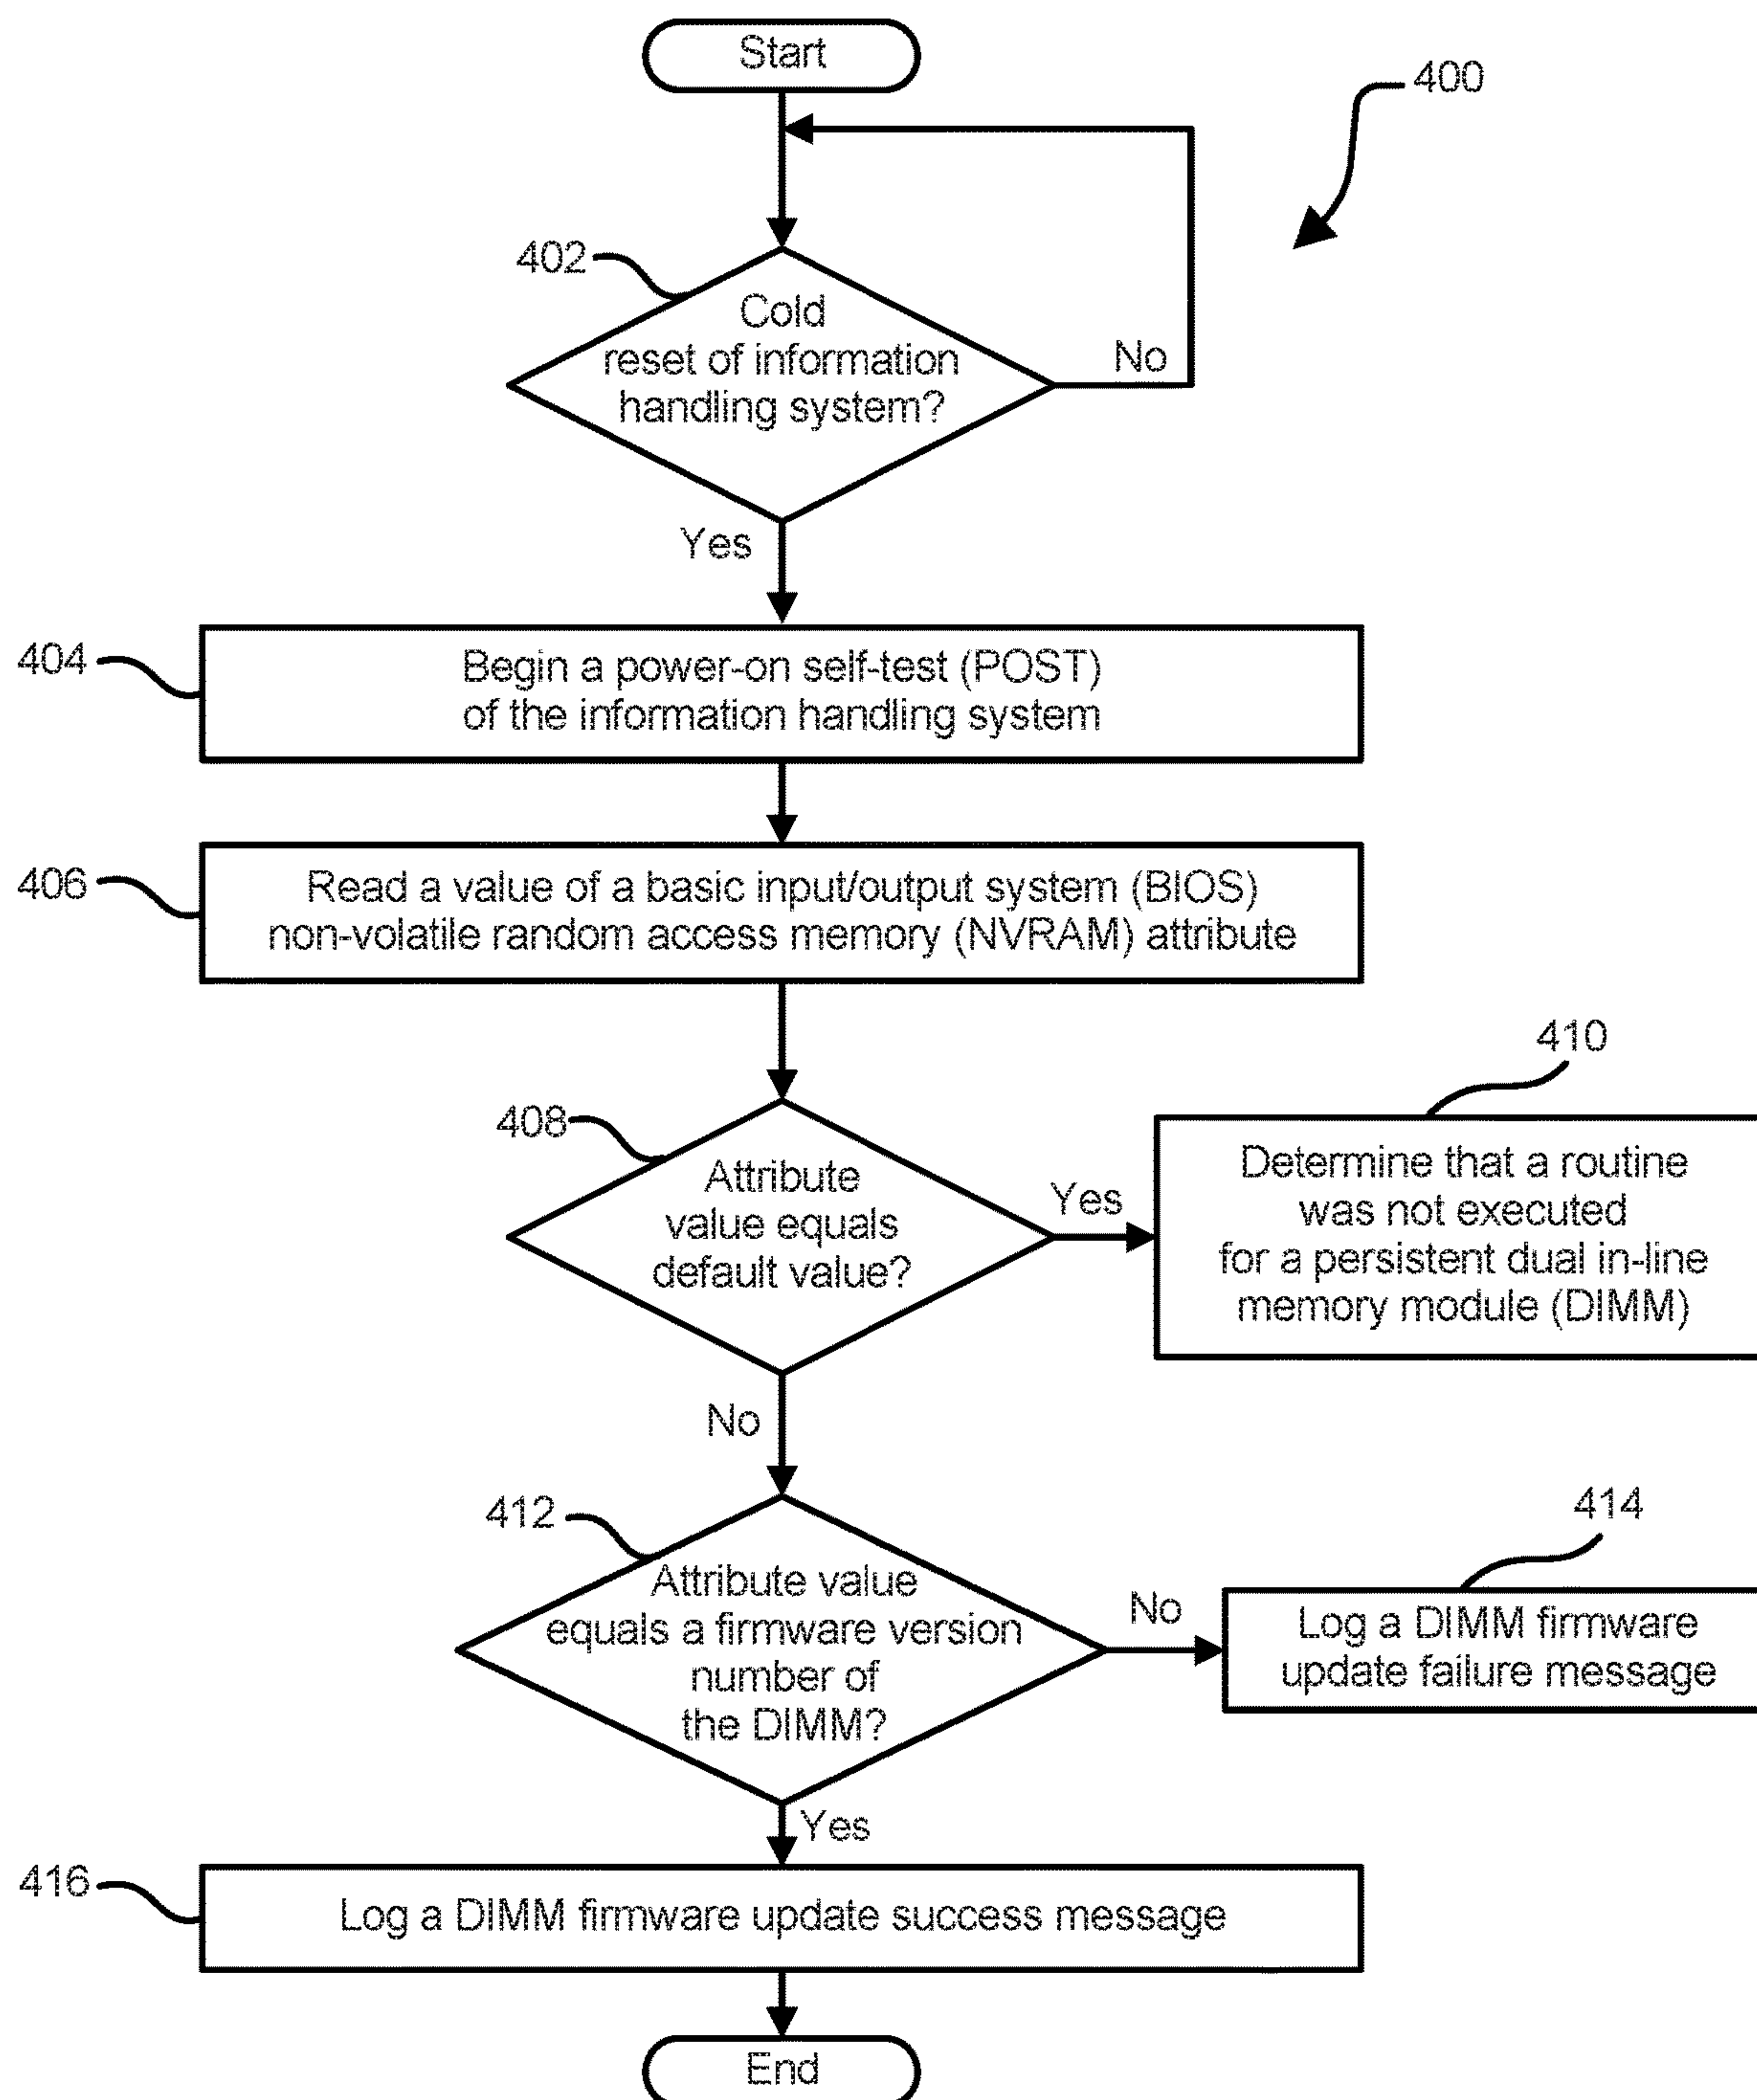 Start
400
402
Cold
reset of information
handling system?
No
Yes
404
Begin a power-on self-test (POST)
of the information handling system
406
Read a value of a basic input/output system (BIOS)
non-volatile random access memory (NVRAM) attribute
408
Attribute
value equals
default value?
Yes
410
Determine that a routine
was not executed
for a persistent dual in-line
memory module (DIMM)
No
412
Attribute value
equals a firmware version
number of
the DIMM?
No
414
Log a DIMM firmware
update failure message
Yes
416
Log a DIMM firmware update success message
End